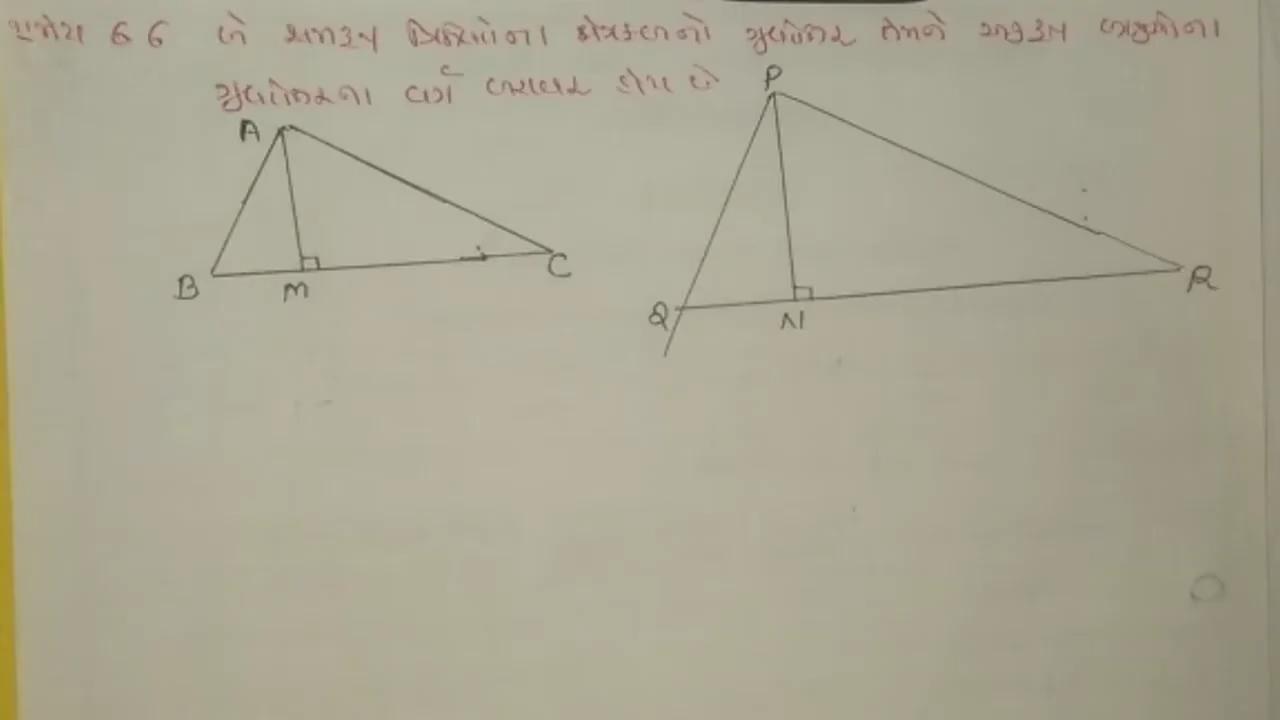 પ્રમેય 6 6 બે સમરૂપ ત્રિકોણોના ક્ષેત્રફળનો ગુણોત્તર તેમને અનુરૂપ બાજુઓના
ગુણોત્તરના વર્ગ બરાબર હોય છે
P
A
B M C
Q N R